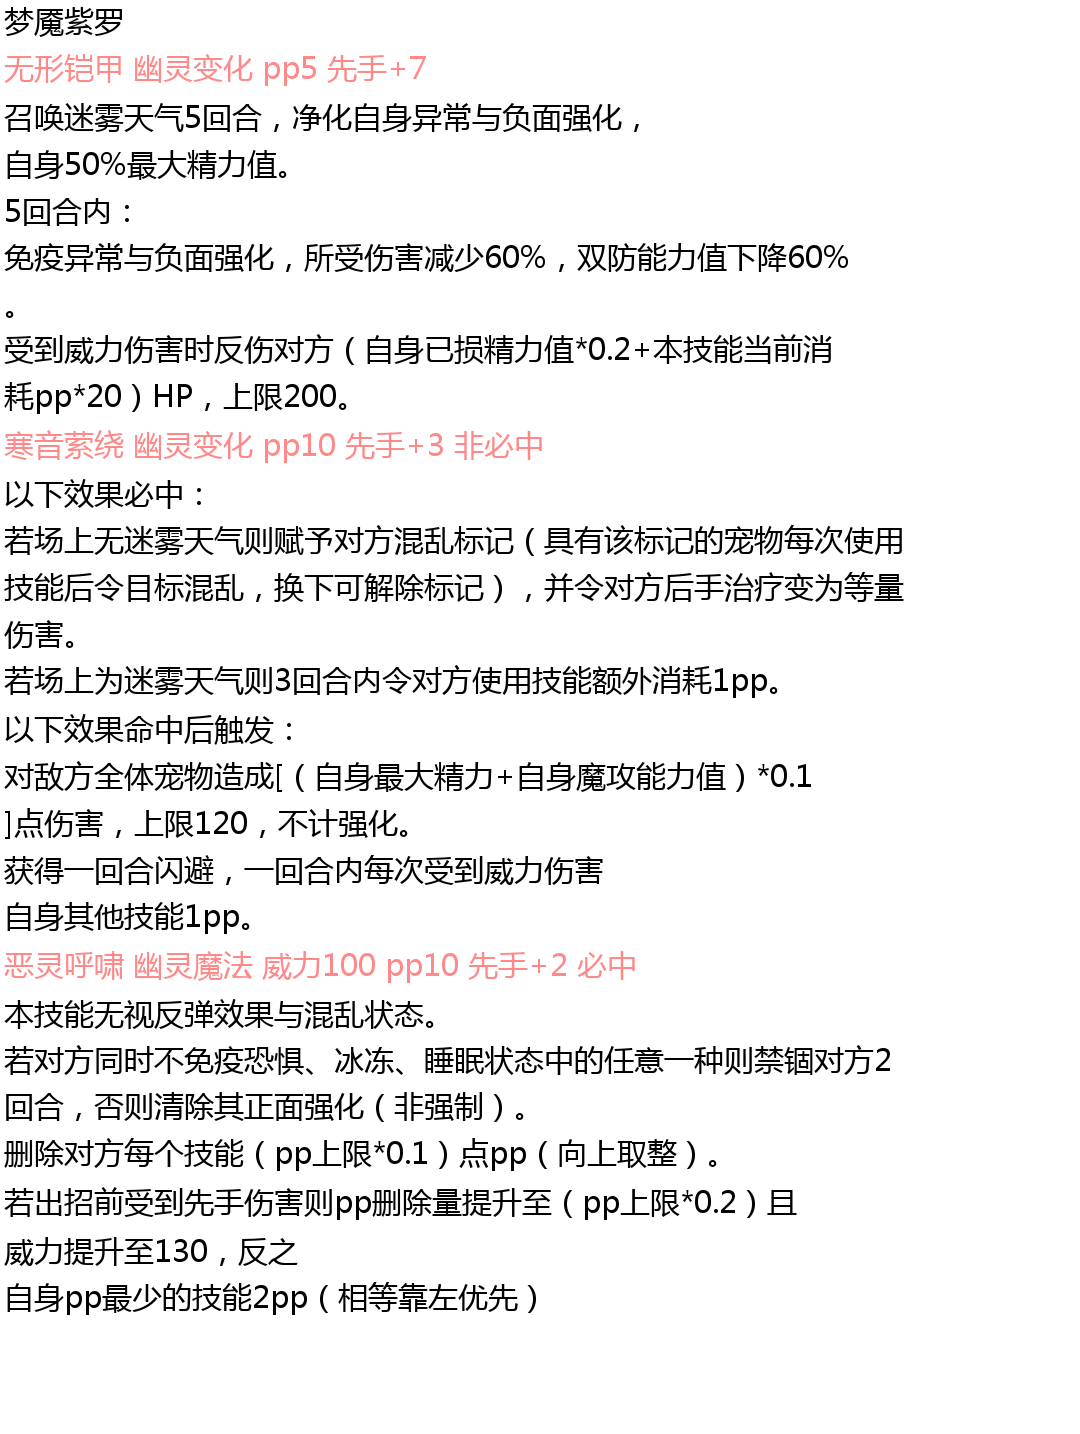 梦魇紫罗
无形铠甲 幽灵变化 pp5 先手+7
召唤迷雾天气5回合，净化自身异常与负面强化，
自身50%最大精力值。
5回合内：
免疫异常与负面强化，所受伤害减少60%，双防能力值下降60%
。
受到威力伤害时反伤对方（自身已损精力值*0.2+本技能当前消
耗pp*20）HP，上限200。
寒音萦绕 幽灵变化 pp10 先手+3 非必中
以下效果必中：
若场上无迷雾天气则赋予对方混乱标记（具有该标记的宠物每次使用
技能后令目标混乱，换下可解除标记），并令对方后手治疗变为等量
伤害。
若场上为迷雾天气则3回合内令对方使用技能额外消耗1pp。
以下效果命中后触发：
对敌方全体宠物造成[（自身最大精力+自身魔攻能力值）*0.1
]点伤害，上限120，不计强化。
获得一回合闪避，一回合内每次受到威力伤害
自身其他技能1pp。
恶灵呼啸 幽灵魔法 威力100 pp10 先手+2 必中
本技能无视反弹效果与混乱状态。
若对方同时不免疫恐惧、冰冻、睡眠状态中的任意一种则禁锢对方2
回合，否则清除其正面强化（非强制）。
删除对方每个技能（pp上限*0.1）点pp（向上取整）。
若出招前受到先手伤害则pp删除量提升至（pp上限*0.2）且
威力提升至130，反之
自身pp最少的技能2pp（相等靠左优先）